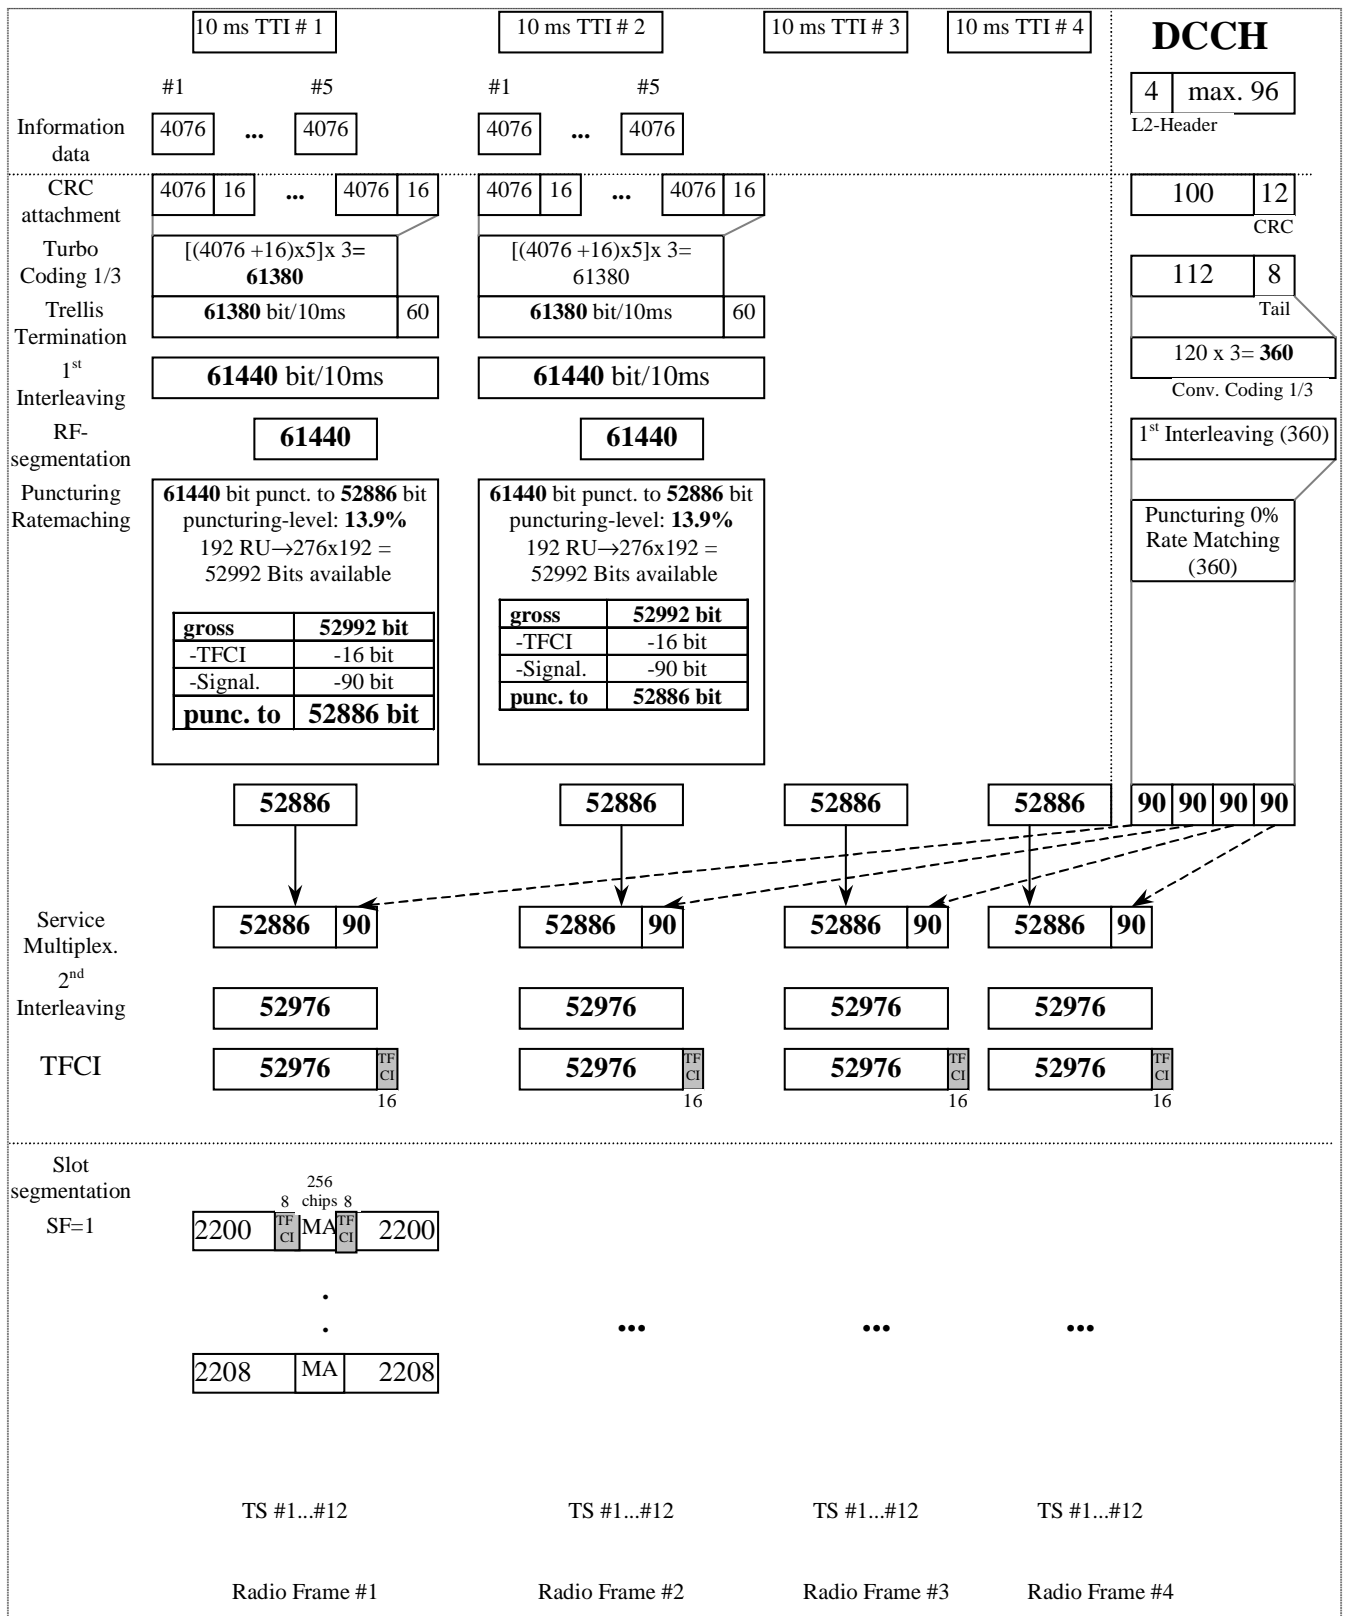 10 ms TTI # 1 10 ms TTI # 2 10 ms TTI # 3 10 ms TTI # 4 DCCH
#1 #5 #1 #5
4 max. 96
L2-Header
Information
data
4076 ... 4076 4076 ... 4076
CRC
attachment
4076 16 ... 4076 16 4076 16 ... 4076 16 100 12
CRC
Turbo
Coding 1/3
[(4076 +16)x5]x 3=
61380
[(4076 +16)x5]x 3=
61380
112 8
Tail
Trellis
Termination
61380 bit/10ms 60 61380 bit/10ms 60
120 x 3= 360
Conv. Coding 1/3
1st
Interleaving
61440 bit/10ms 61440 bit/10ms
RF-
segmentation
61440 61440 1st Interleaving (360)
Puncturing
Ratemaching
61440 bit punct. to 52886 bit
puncturing-level: 13.9%
192 RU→276x192 =
52992 Bits available
gross 52992 bit
-TFCI -16 bit
-Signal. -90 bit
punc. to 52886 bit
61440 bit punct. to 52886 bit
puncturing-level: 13.9%
192 RU→276x192 =
52992 Bits available
gross 52992 bit
-TFCI -16 bit
-Signal. -90 bit
punc. to 52886 bit
Puncturing 0%
Rate Matching
(360)
52886 52886 52886 52886 90 90 90 90
Service
Multiplex.
52886 90 52886 90 52886 90 52886 90
2nd
Interleaving
52976 52976 52976 52976
TFCI
52976 TF CI 52976 TF CI 52976 TF CI 52976 TF CI
16 16 16 16
Slot
segmentation
SF=1
256
8 chips 8
2200 TF CI MA TF CI 2200
.
. ... ... ...
2208 MA 2208
TS #1...#12 TS #1...#12 TS #1...#12 TS #1...#12
Radio Frame #1 Radio Frame #2 Radio Frame #3 Radio Frame #4